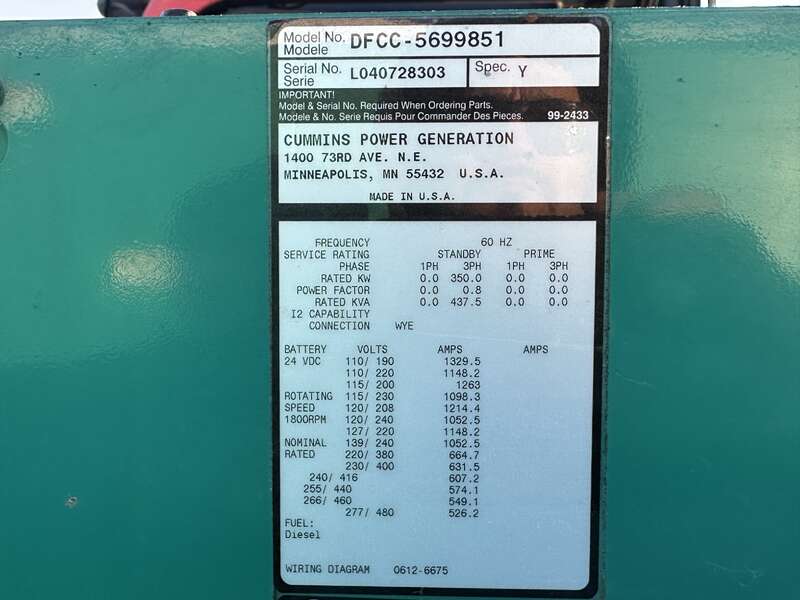 Model No. DFCC-5699851
Modele
Serial No. L040728303 Spec. Y
Serie
IMPORTANT!
Model & Serial No. Required When Ordering Parts.
Modele & No. Serie Requis Pour Commander Des Pieces. 99-2433
CUMMINS POWER GENERATION
1400 73RD AVE. N.E.
MINNEAPOLIS, MN 55432 U.S.A.
MADE IN U.S.A.
FREQUENCY 60 HZ
SERVICE RATING STANDBY PRIME
PHASE 1PH 3PH 1PH 3PH
RATED KW 0.0 350.0 0.0 0.0
POWER FACTOR 0.0 0.8 0.0 0.0
RATED KVA 0.0 437.5 0.0 0.0
I2 CAPABILITY
CONNECTION WYE
BATTERY VOLTS AMPS AMPS
24 VDC 110/ 190 1329.5
110/ 220 1148.2
115/ 200 1263
ROTATING 115/ 230 1098.3
SPEED 120/ 208 1214.4
1800RPM 120/ 240 1052.5
127/ 220 1148.2
NOMINAL 139/ 240 1052.5
RATED 220/ 380 664.7
230/ 400 631.5
240/ 416 607.2
255/ 440 574.1
266/ 460 549.1
277/ 480 526.2
FUEL:
Diesel
WIRING DIAGRAM 0612-6675